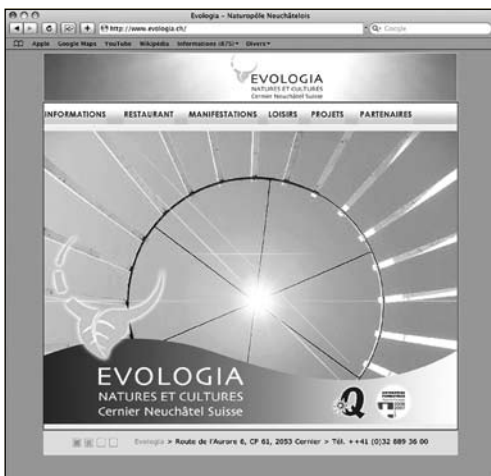 Evologia – Naturopôle Neuchâtelois
http://www.evologia.ch/
Google
Apple Google Maps YouTube Wikipédia Informations (875) Divers
EVOLOGIA
NATURES ET CULTURES
Cernier Neuchâtel Suisse
INFORMATIONS RESTAURANT MANIFESTATIONS LOISIRS PROJETS PARTENAIRES
EVOLOGIA
NATURES ET CULTURES
Cernier Neuchâtel Suisse
Q
Evologia > Route de l'Aurore 6, CP 61, 2053 Cernier > Tél. ++41 (0)32 889 36 00